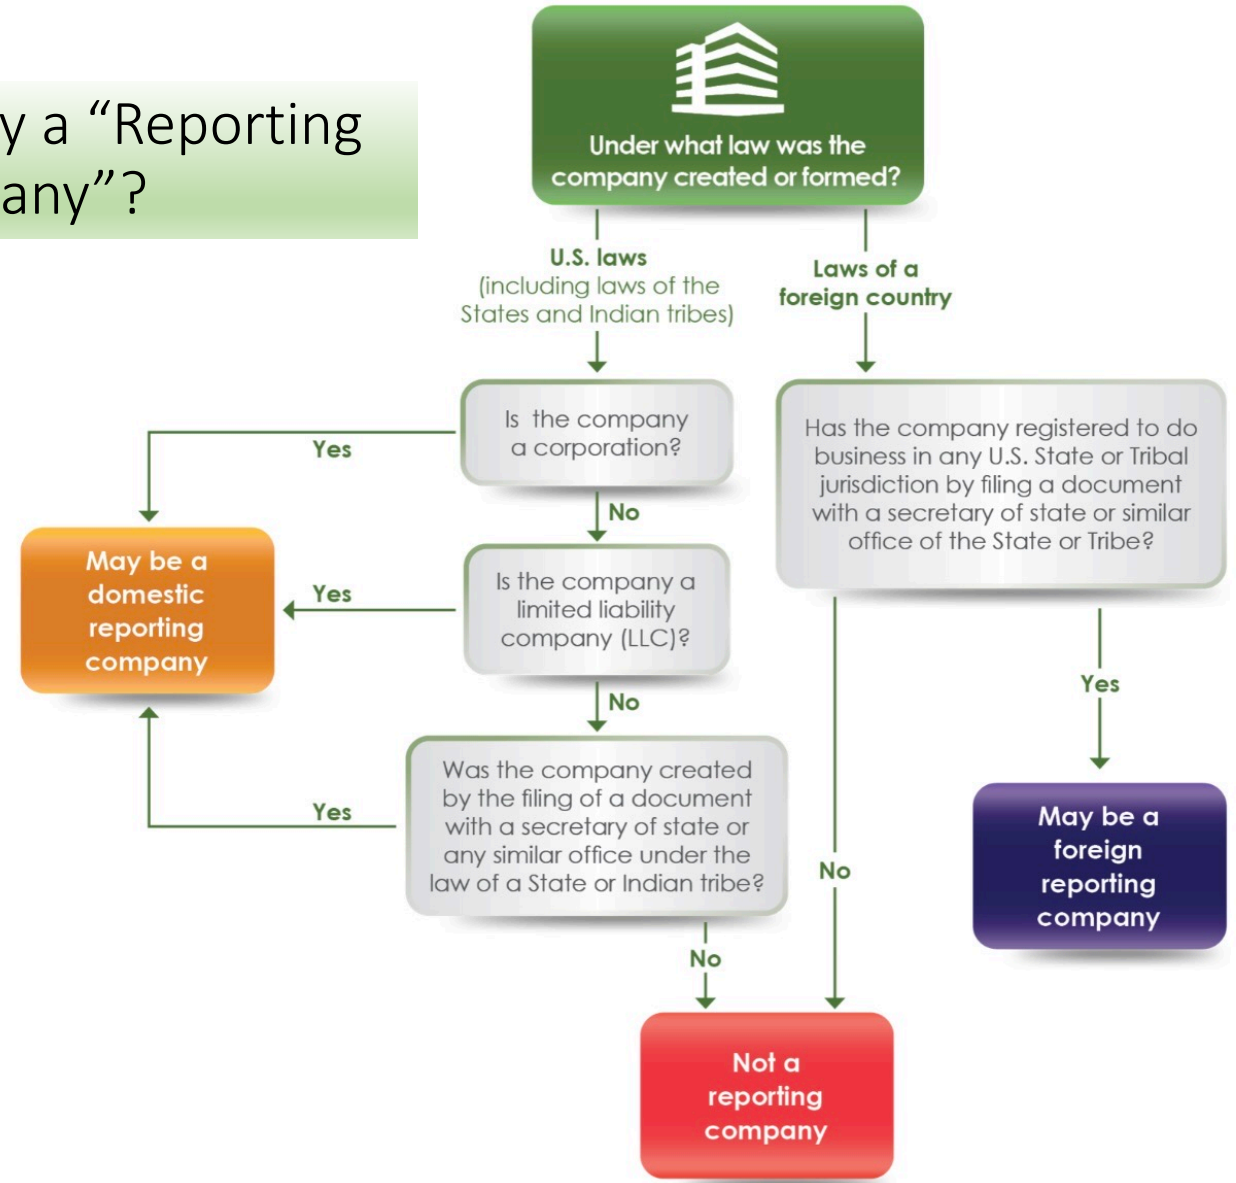 y a “Reporting
any”?
Under what law was the
company created or formed?
U.S. laws
(including laws of the
States and Indian tribes)
Laws of a
foreign country
Is the company
a corporation?
Yes
No
Has the company registered to do
business in any U.S. State or Tribal
jurisdiction by filing a document
with a secretary of state or similar
office of the State or Tribe?
May be a
domestic
reporting
company
Yes
Is the company a
limited liability
company (LLC)?
No
Yes
Was the company created
by the filing of a document
with a secretary of state or
any similar office under the
law of a State or Indian tribe?
Yes
May be a
foreign
reporting
company
No
No
Not a
reporting
company